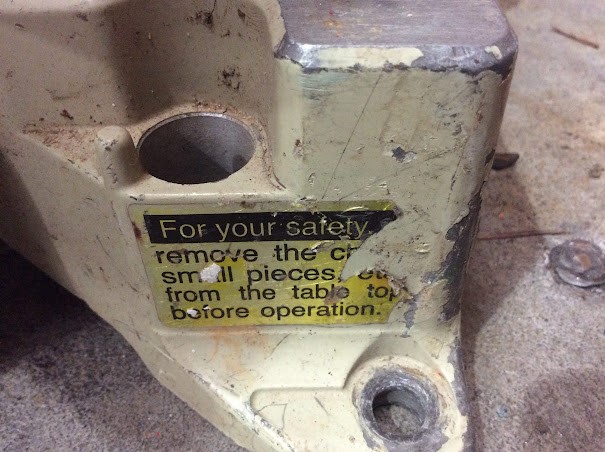 For your safety
remove the
small pieces,
from the table top
before operation.